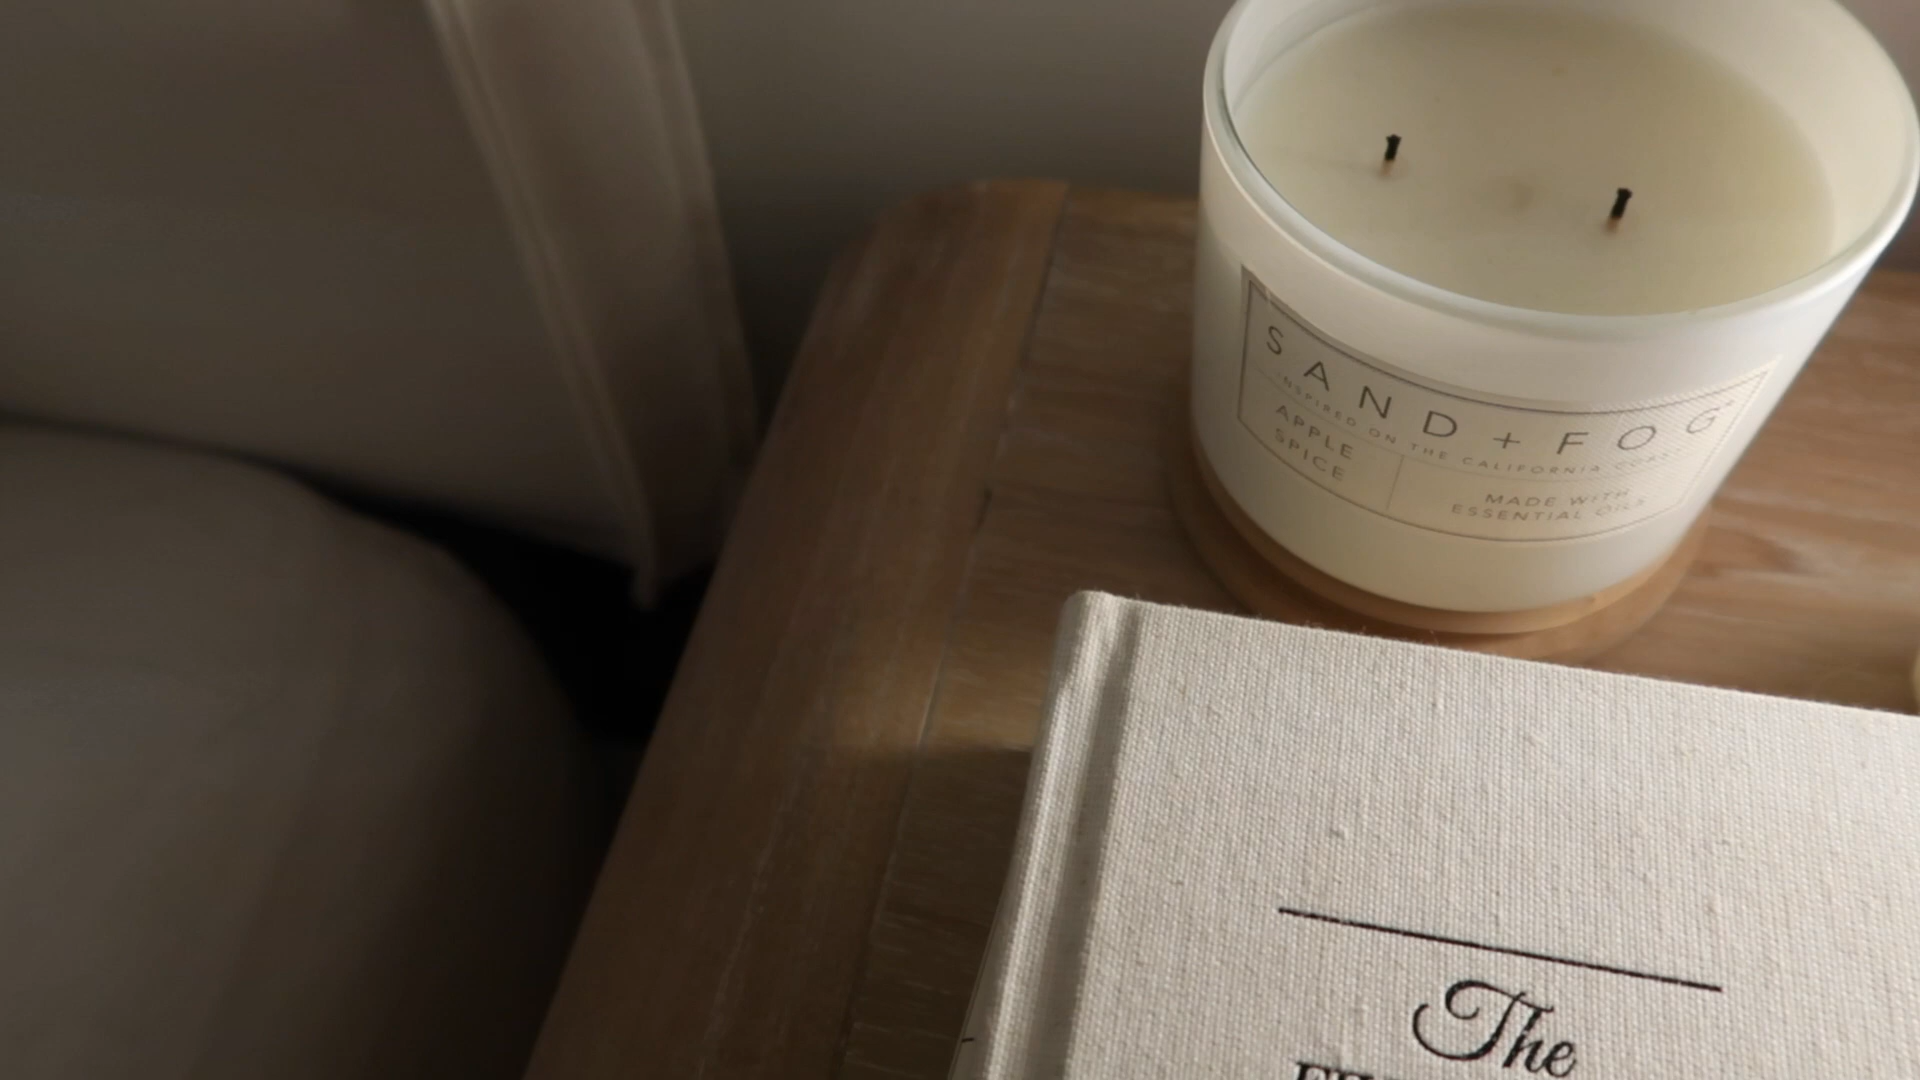 SAND + FOG
INSPIRED ON THE CALIFORNIA COAST
APPLE
SPICE
MADE WITH
ESSENTIAL OILS
The